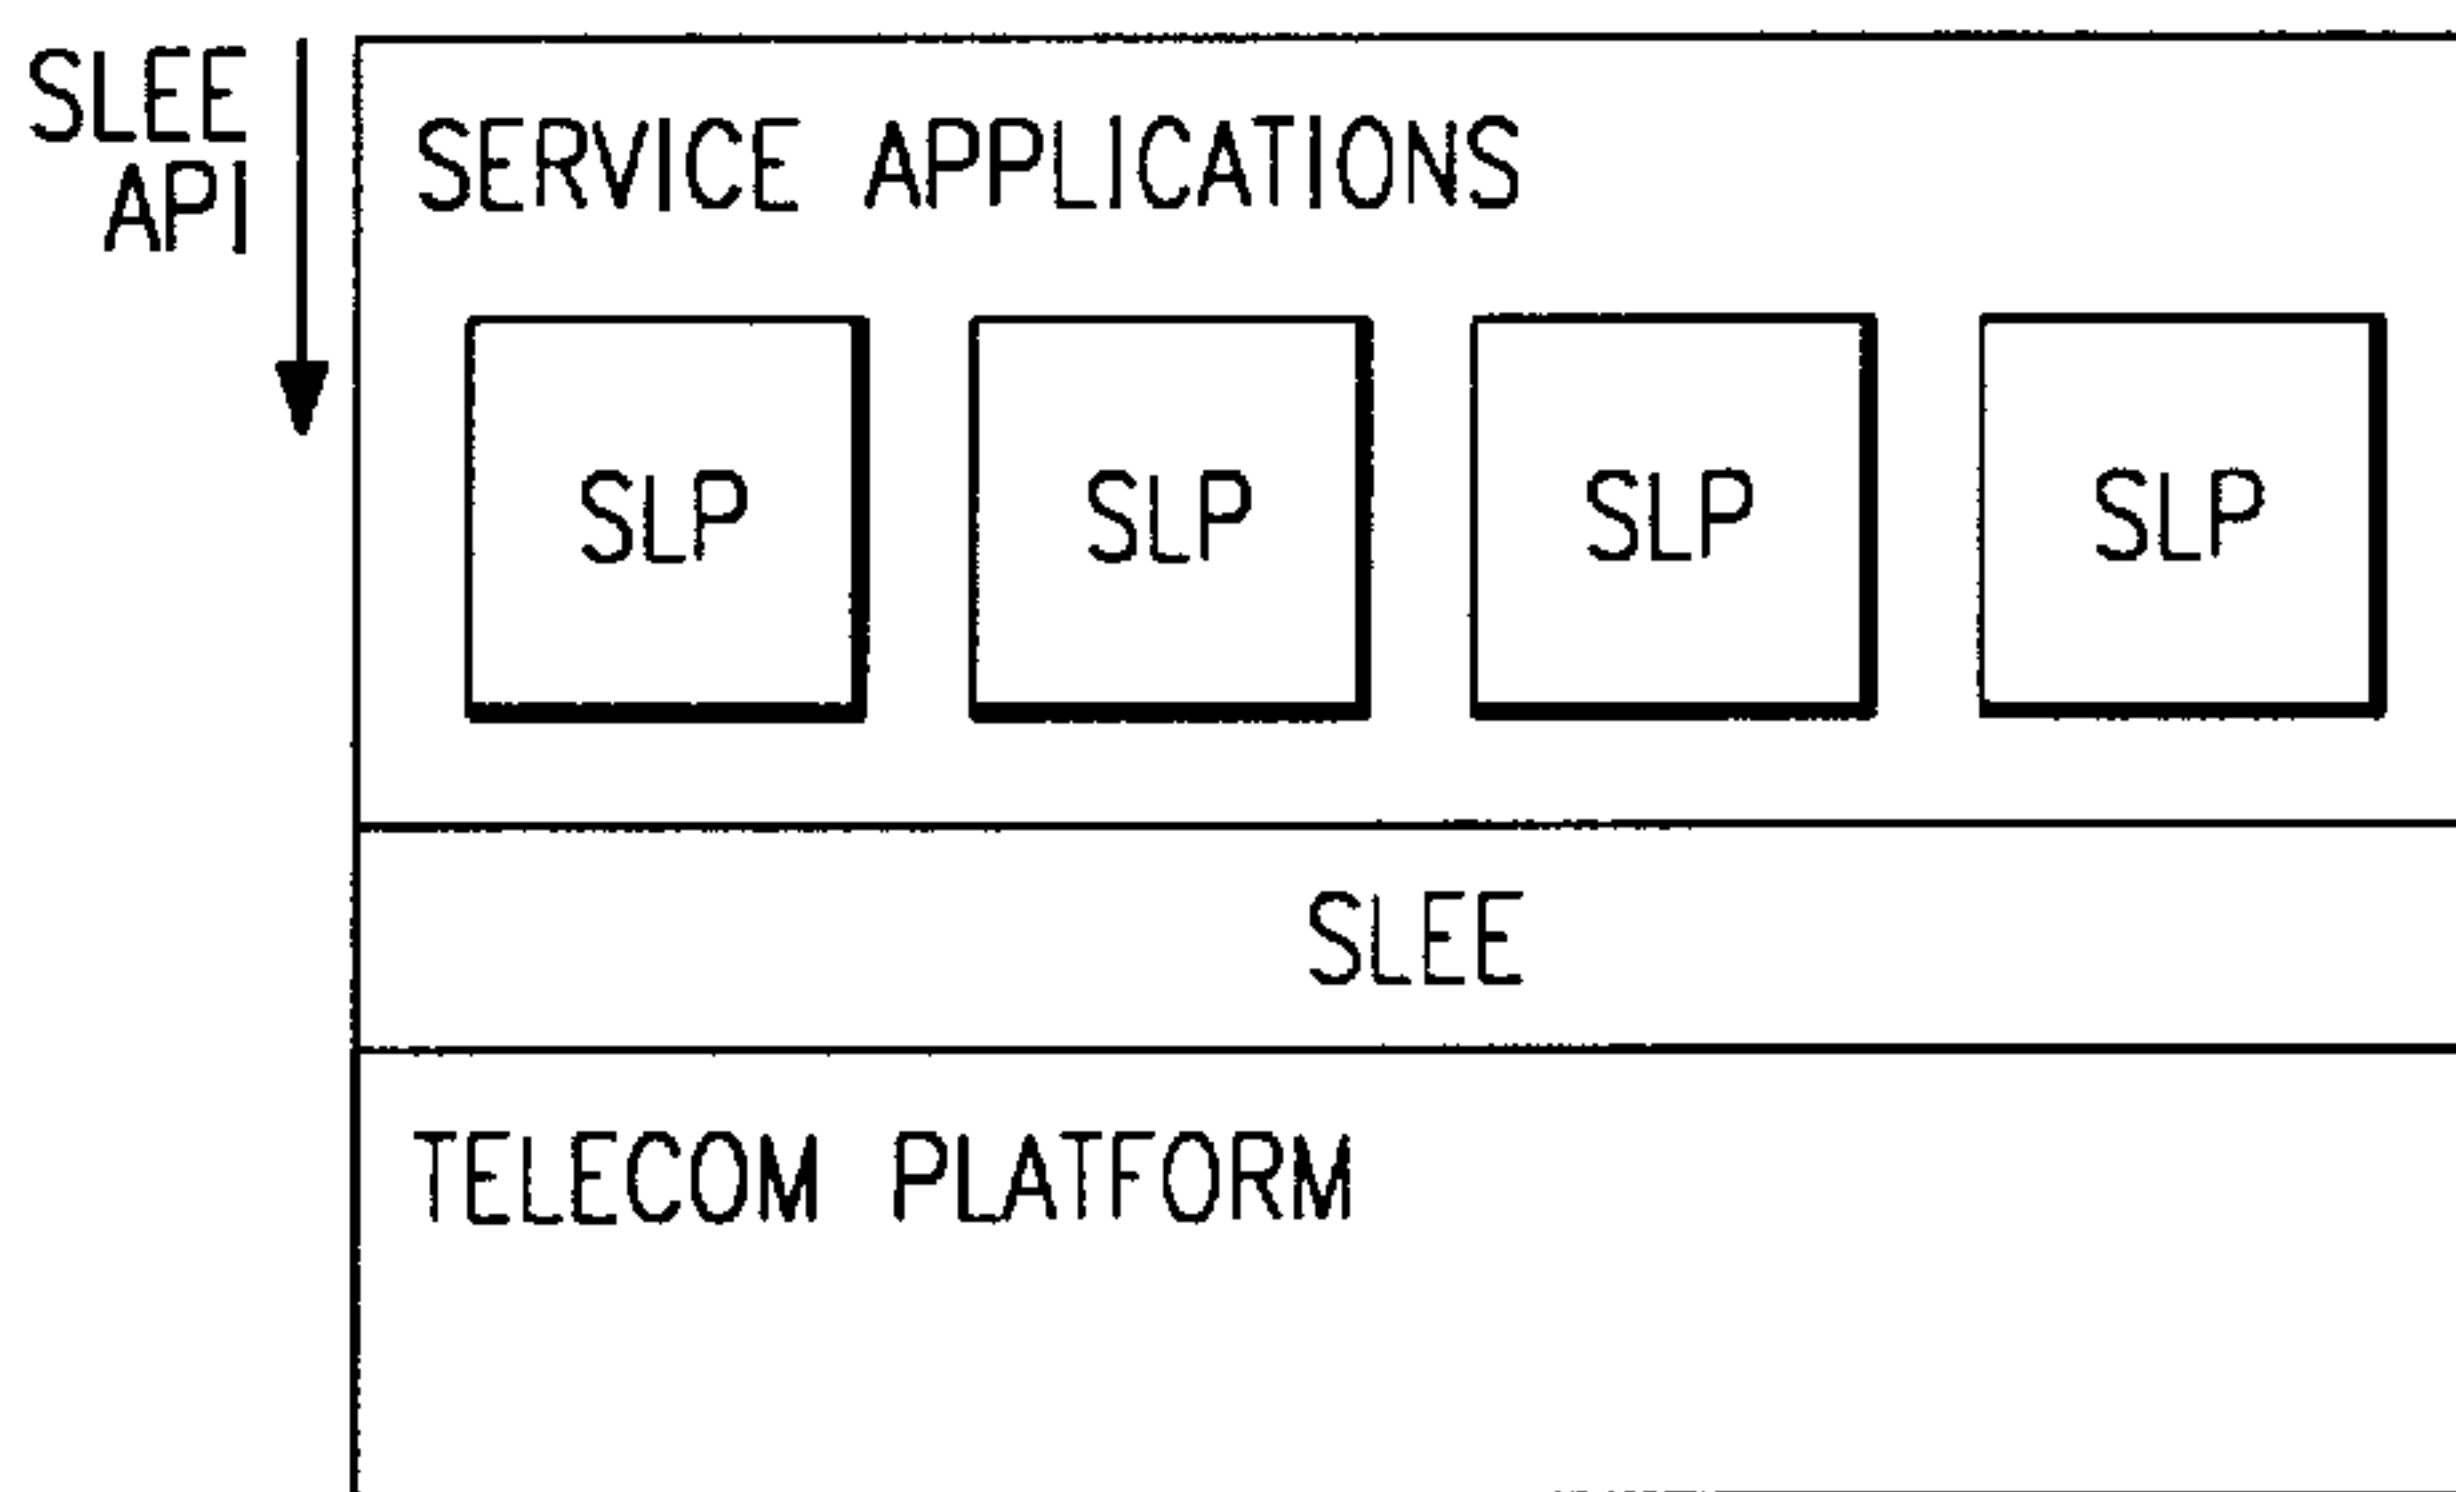 SLEE
API
SERVICE APPLICATIONS
SLP SLP SLP SLP
SLEE
TELECOM PLATFORM